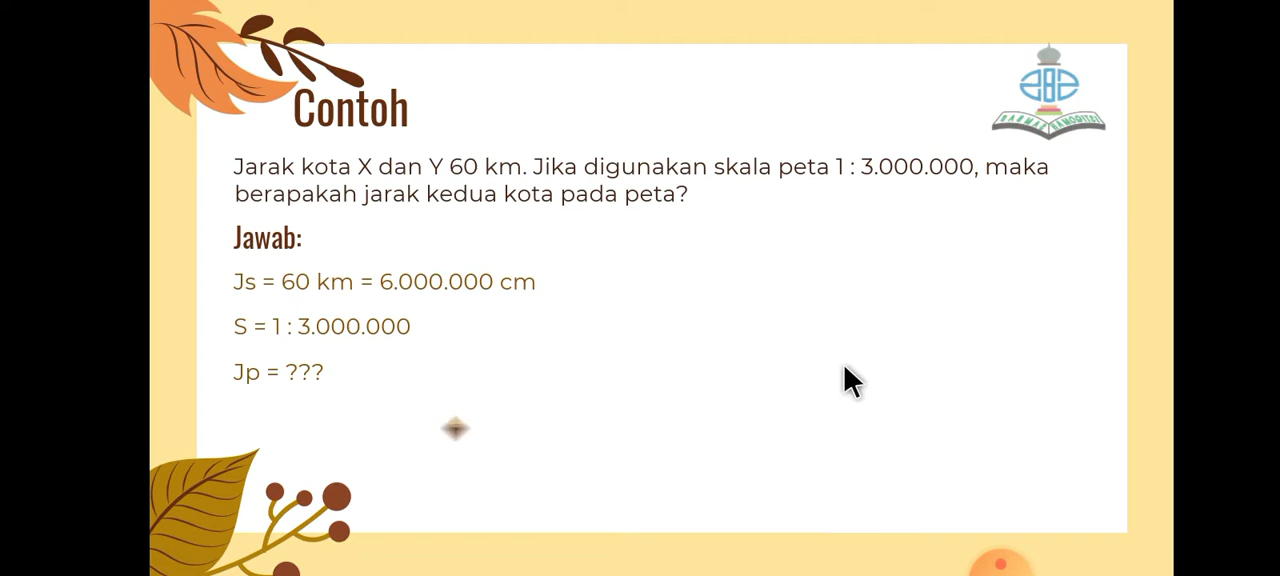 Contoh
Jarak kota X dan Y 60 km. Jika digunakan skala peta 1 : 3.000.000, maka
berapakah jarak kedua kota pada peta?
Jawab:
Js = 60 km = 6.000.000 cm
S = 1 : 3.000.000
Jp = ???